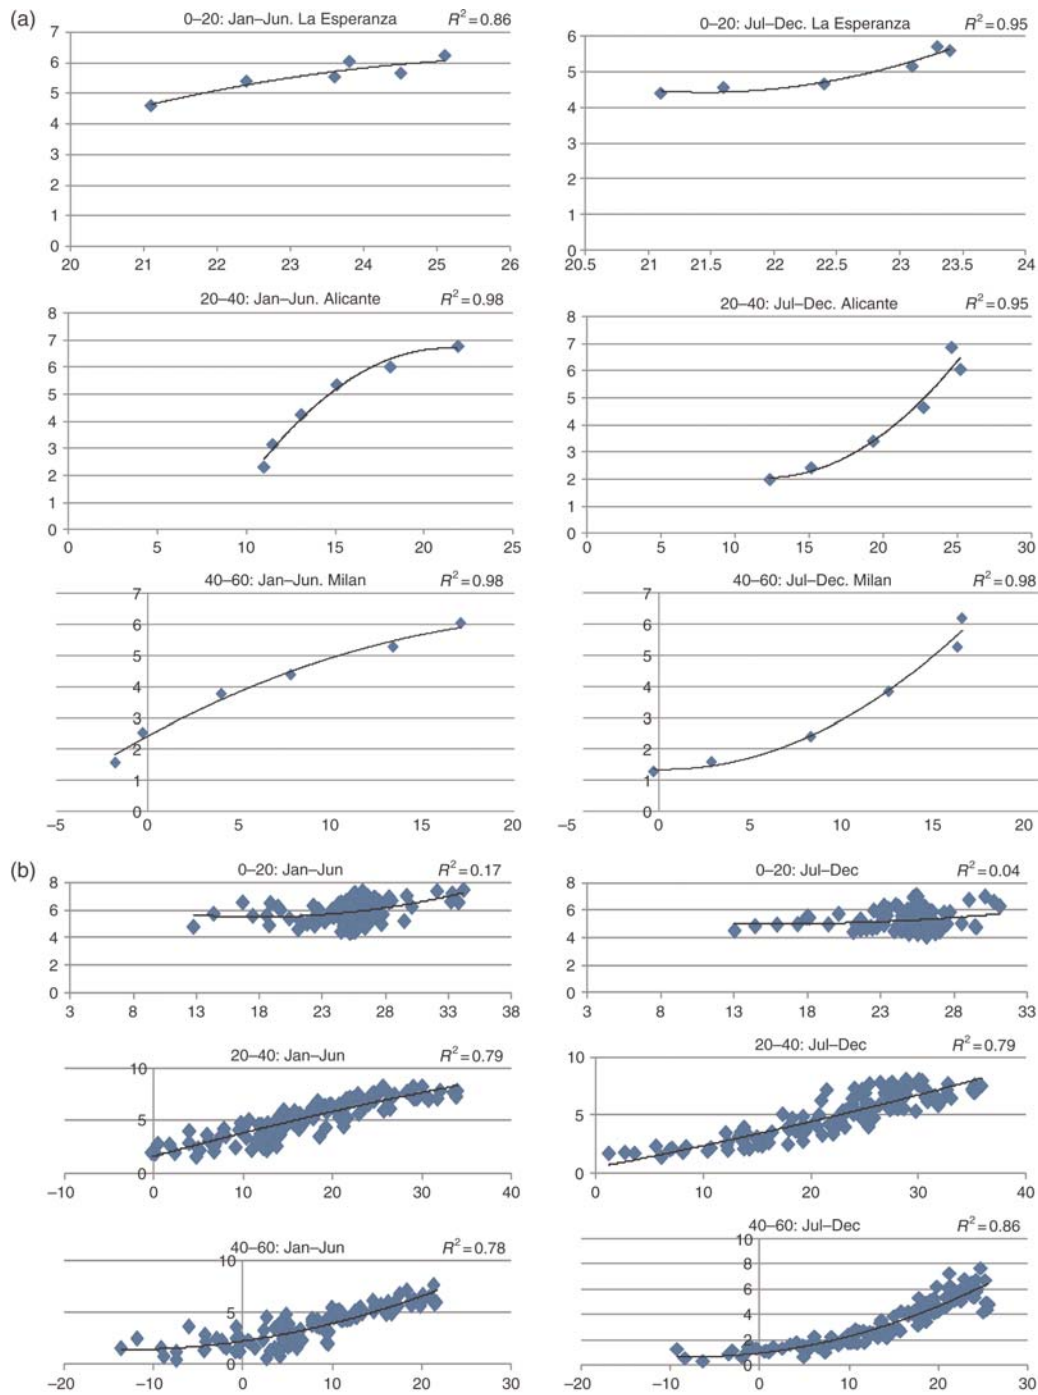 (a)
0–20: Jan–Jun. La Esperanza R² = 0.86
7
6
5
4
3
2
1
0
20 21 22 23 24 25 26
0–20: Jul–Dec. La Esperanza R² = 0.95
6
5
4
3
2
1
0
20.5 21 21.5 22 22.5 23 23.5 24
20–40: Jan–Jun. Alicante R² = 0.98
8
7
6
5
4
3
2
1
0
0 5 10 15 20 25
20–40: Jul–Dec. Alicante R² = 0.95
8
7
6
5
4
3
2
1
0
0 5 10 15 20 25 30
40–60: Jan–Jun. Milan R² = 0.98
7
6
5
4
3
2
1
0
–5 0 5 10 15 20
40–60: Jul–Dec. Milan R² = 0.98
7
6
5
4
3
2
1
0
–5 0 5 10 15 20
(b)
0–20: Jan–Jun R² = 0.17
8
6
4
2
0
3 8 13 18 23 28 33 38
0–20: Jul–Dec R² = 0.04
8
6
4
2
0
3 8 13 18 23 28 33
20–40: Jan–Jun R² = 0.79
10
5
0
–10 0 10 20 30 40
20–40: Jul–Dec R² = 0.79
10
5
0
0 10 20 30 40
40–60: Jan–Jun R² = 0.78
10
5
0
–20 –10 0 10 20 30
40–60: Jul–Dec R² = 0.86
10
8
6
4
2
0
–20 –10 0 10 20 30